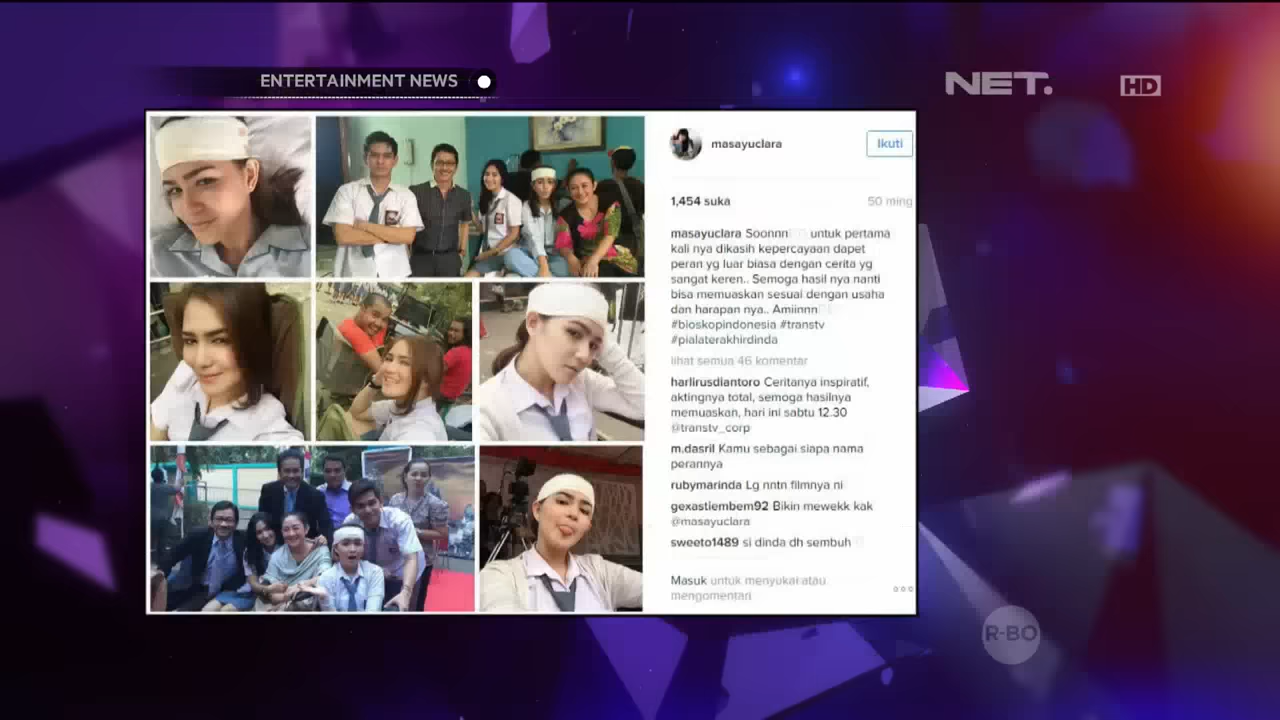 ENTERTAINMENT NEWS
NET.
HD
masayuclara
Ikuti
1,454 suka
50 ming
masayuclara Soonnn untuk pertama
kali nya dikasih kepercayaan dapet
peran yg luar biasa dengan cerita yg
sangat keren.. Semoga hasil nya nanti
bisa memuaskan sesuai dengan usaha
dan harapan nya.. Amiinnn
#bioskopindonesia #transtv
#pialaterakhirdinda
lihat semua 46 komentar
harlirusdiantoro Ceritanya inspiratif,
aktingnya total, semoga hasilnya
memuaskan, hari ini sabtu 12.30
@transtv_corp
m.dasril Kamu sebagai siapa nama
perannya
rubymarinda Lg nntn filmnya ni
gexastiembem92 Bikin mewekk kak
@masayuclara
sweeto1489 si dinda dh sembuh
Masuk untuk menyukai atau
mengomentari
R-BO